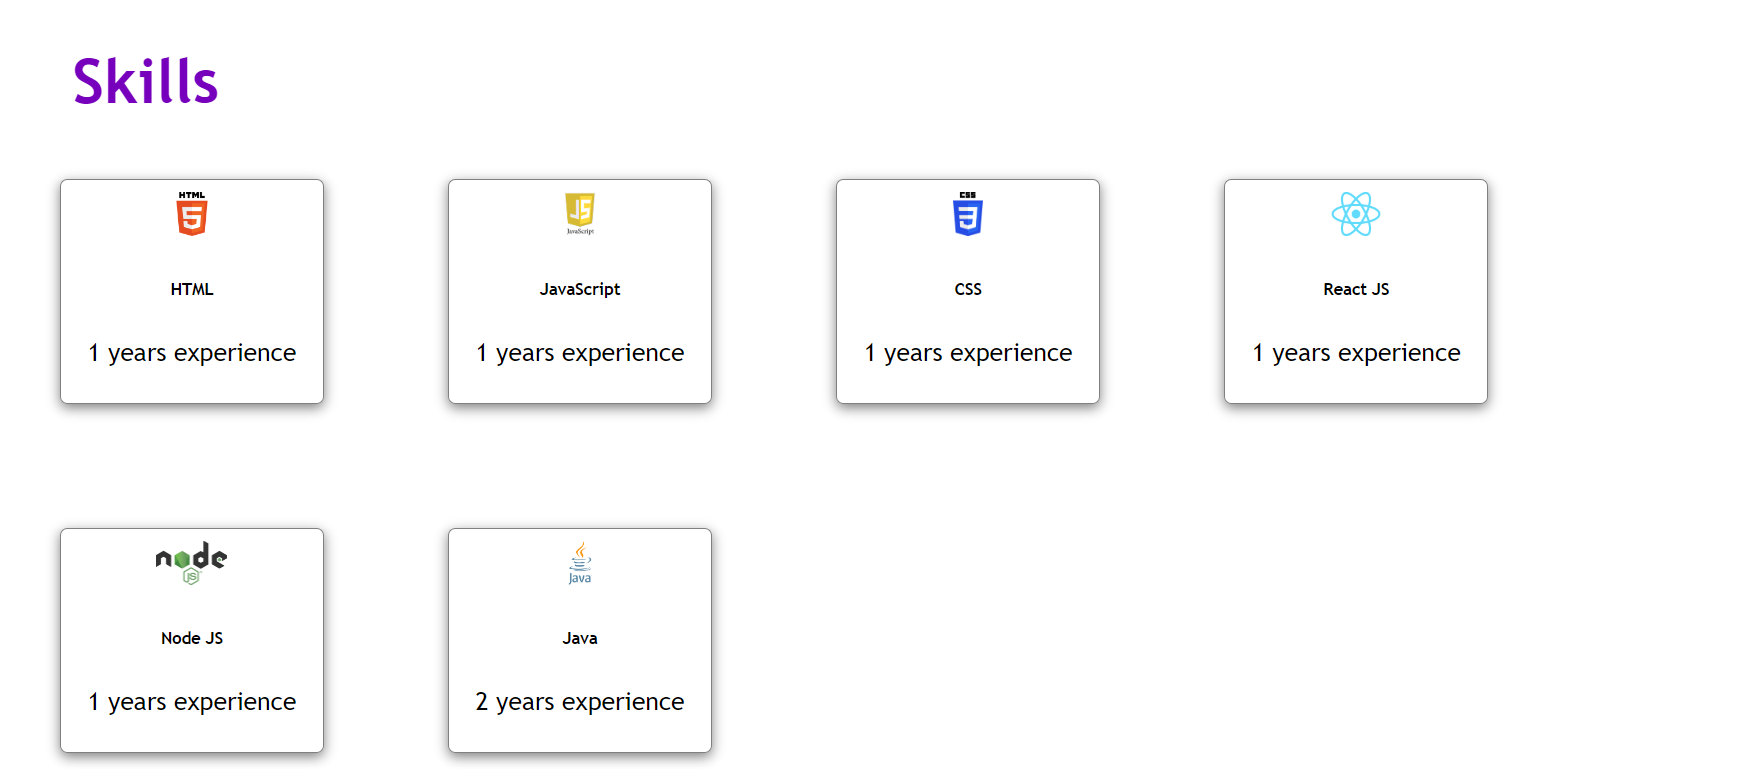 Skills
HTML
5
HTML
1 years experience
JS
JavaScript
JavaScript
1 years experience
CSS
3
CSS
1 years experience
React JS
1 years experience
node
JS
Node JS
1 years experience
Java
Java
2 years experience